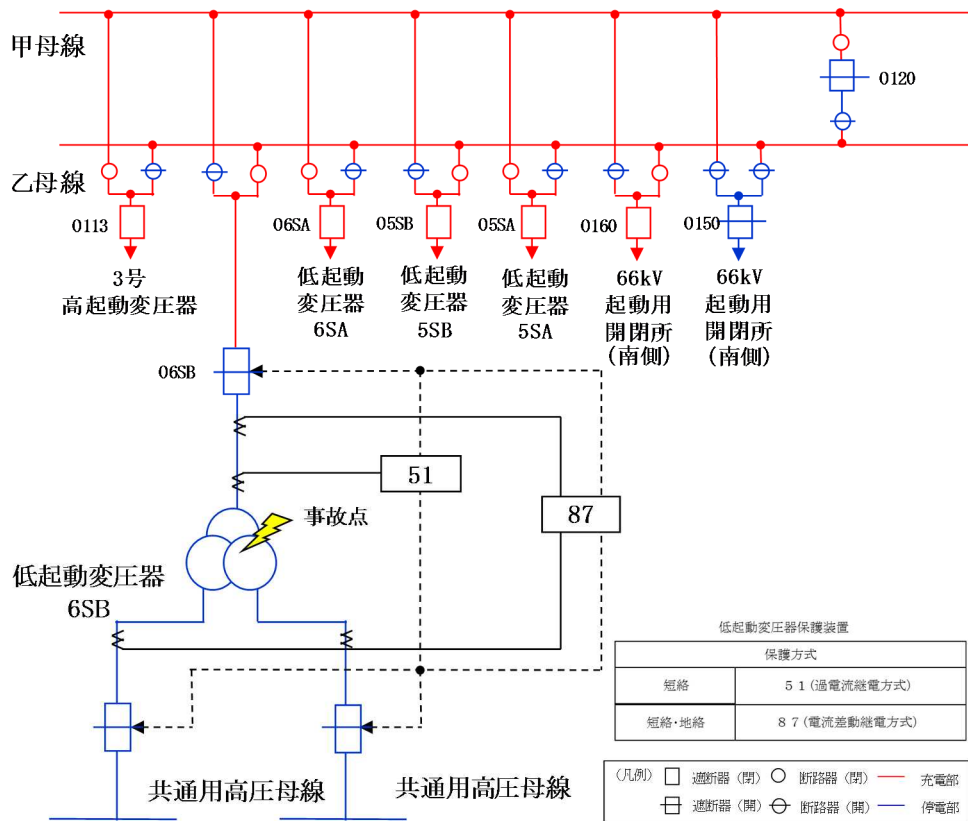 甲母線
O120
乙母線
O113
06SA
05SB
05SA
0160
0150
3号
高起動変圧器
低起動
変圧器
6SA
低起動
変圧器
5SB
低起動
変圧器
5SA
66kV
起動用
開閉所
(南側)
66kV
起動用
開閉所
(南側)
06SB
51
87
事故点
低起動変圧器
6SB
低起動変圧器保護装置
保護方式
短絡
51(過電流継電方式)
短絡・地絡
87(電流差動継電方式)
共通用高圧母線
共通用高圧母線
(凡例) 遮断器(閉) 断路器(閉) 充電部
遮断器(開) 断路器(開) 停電部